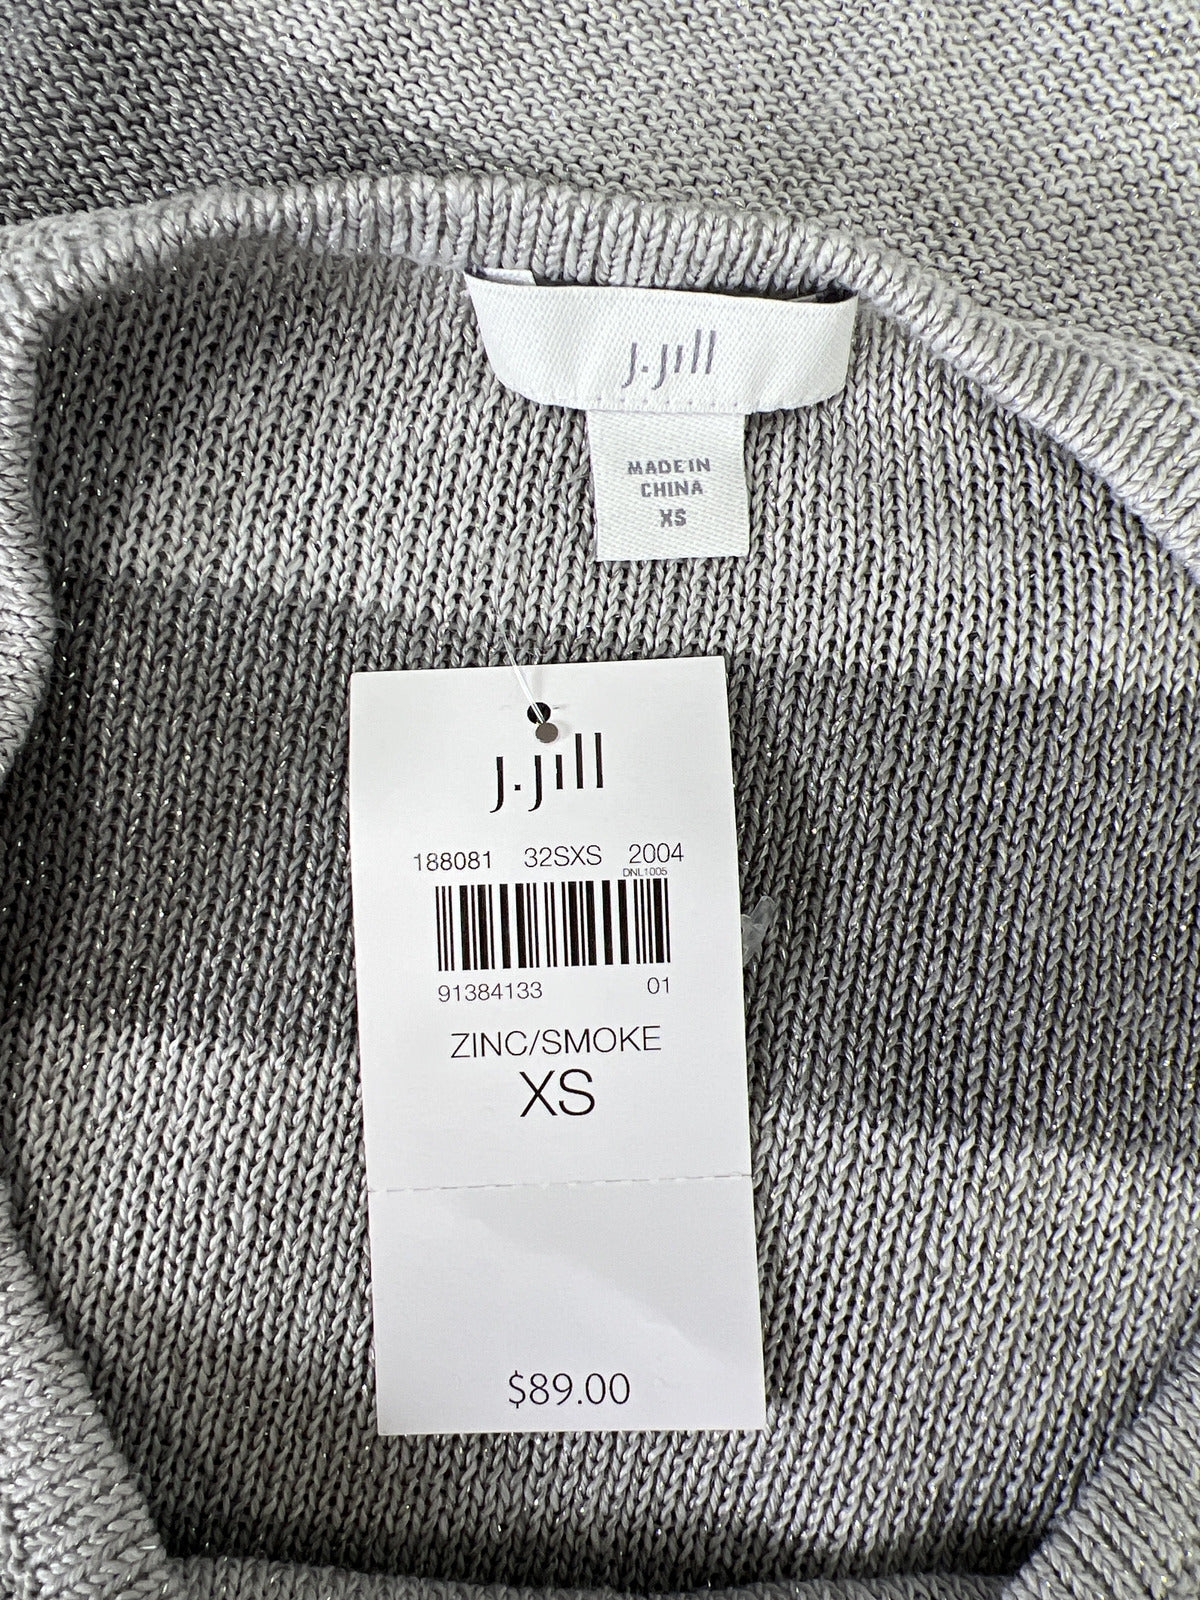 J.Jill
MADE IN
CHINA
XS
J.Jill
188081 32SXS 2004
DNL1005
91384133 01
ZINC/SMOKE
XS
$89.00